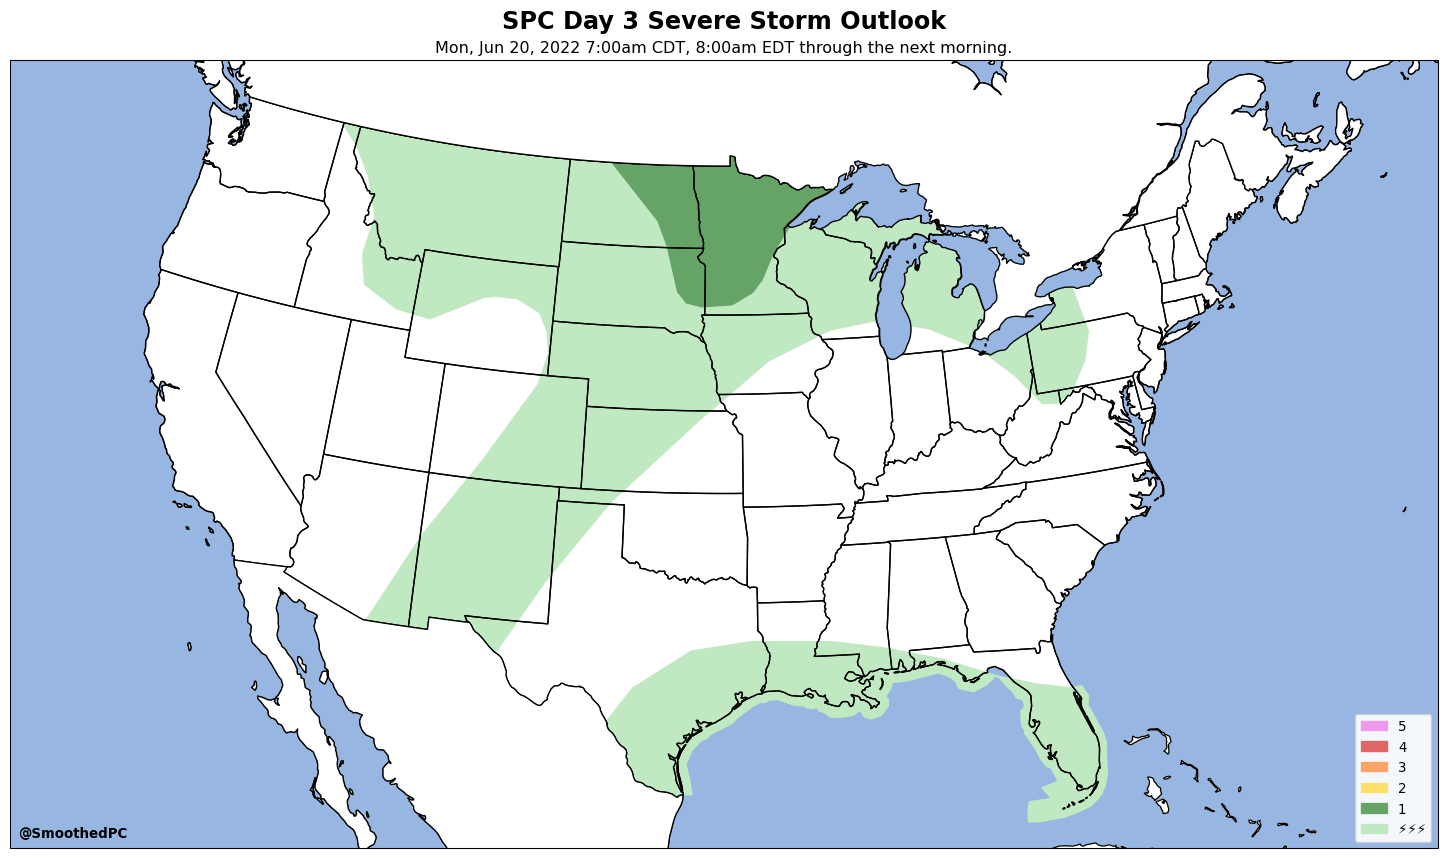 SPC Day 3 Severe Storm Outlook
Mon, Jun 20, 2022 7:00am CDT, 8:00am EDT through the next morning.
5
4
3
2
1
⚡⚡⚡
@SmoothedPC